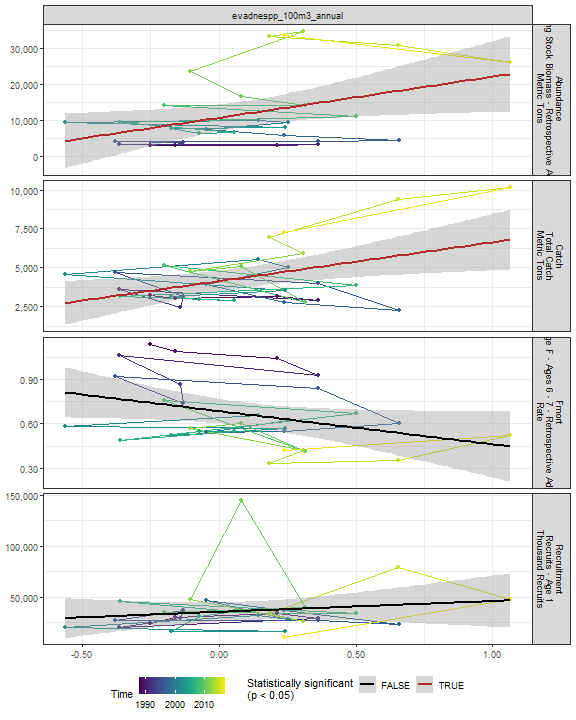 evadnespp_100m3_annual
30,000
20,000
10,000
0
Abundance
Stock Biomass - Retrospective
Metric Tons
10,000
7,500
5,000
2,500
Catch
Total Catch
Metric Tons
0.90
0.60
0.30
Fmort
F - Ages 6 - 7 - Retrospective
Rate
150,000
100,000
50,000
Recruitment
Recruits - Age 1
Thousand Recruits
-0.50 0.00 0.50 1.00
Time
1990 2000 2010
Statistically significant
(p < 0.05)
FALSE TRUE